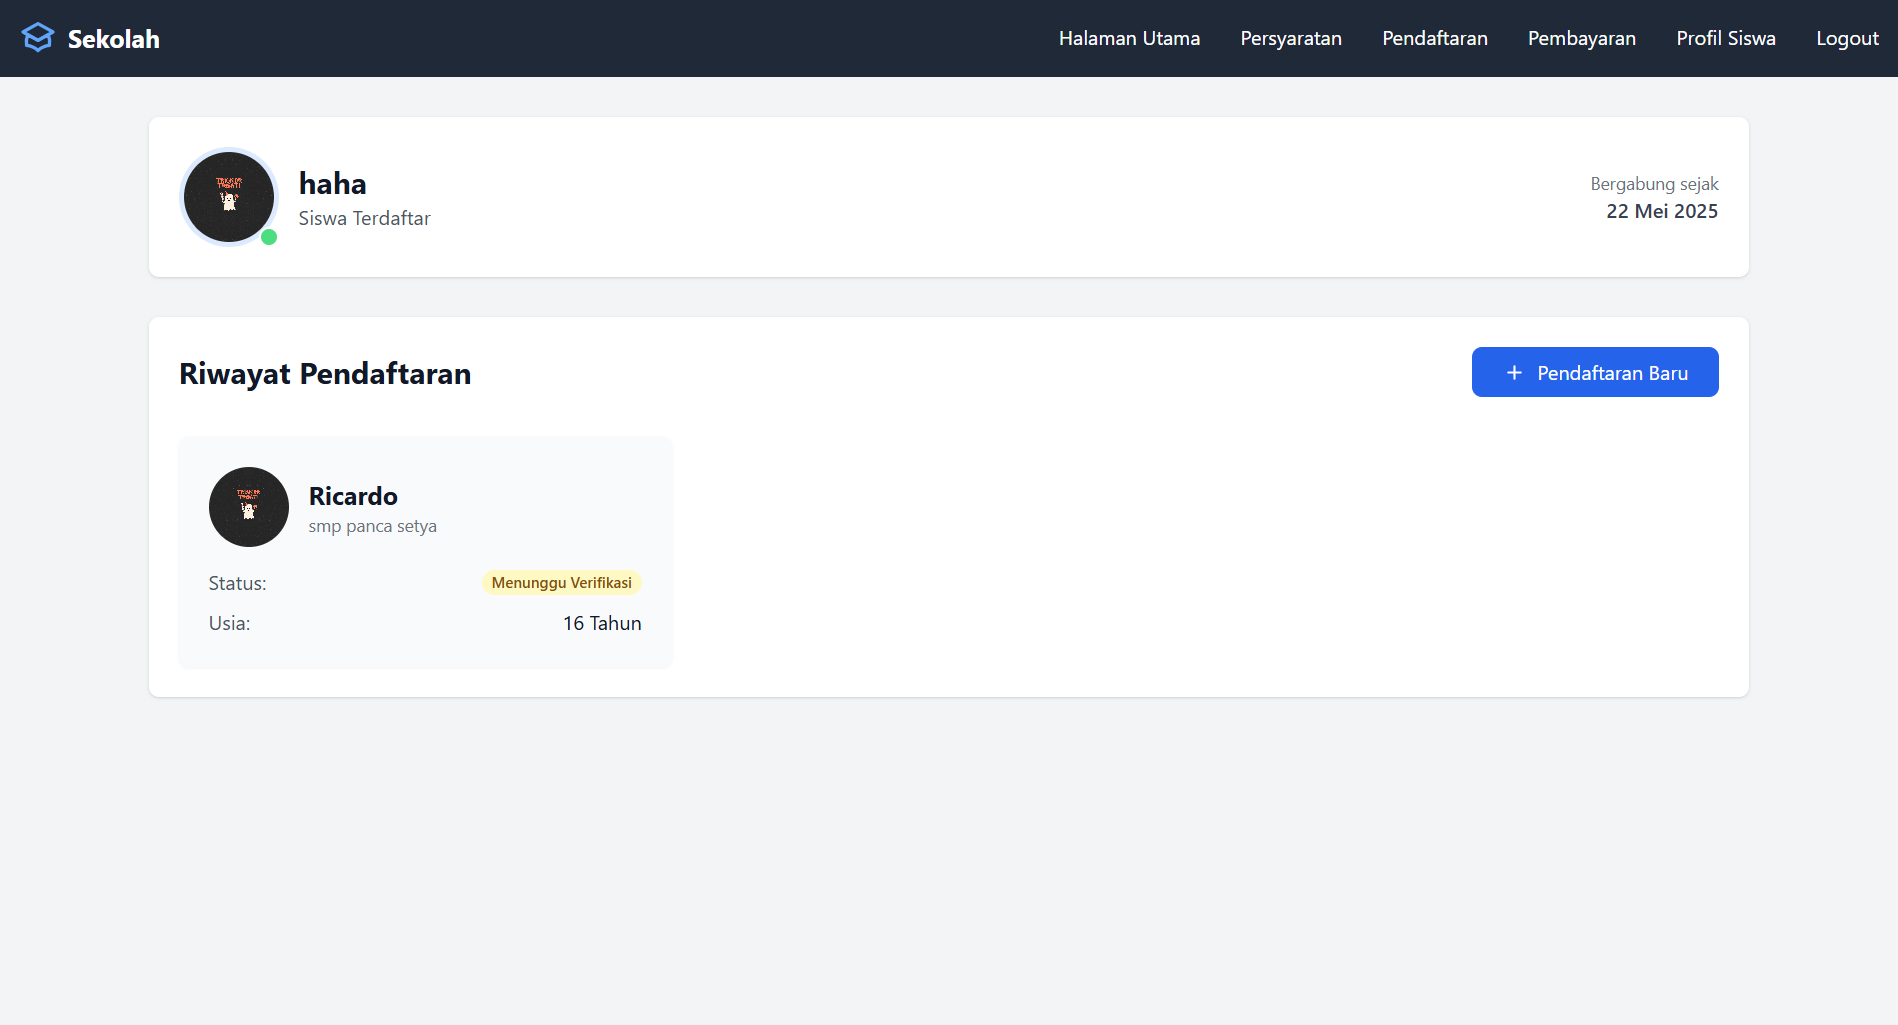 Sekolah
Halaman Utama
Persyaratan
Pendaftaran
Pembayaran
Profil Siswa
Logout
haha
Siswa Terdaftar
Bergabung sejak
22 Mei 2025
Riwayat Pendaftaran
+ Pendaftaran Baru
Ricardo
smp panca setya
Status:
Menunggu Verifikasi
Usia:
16 Tahun